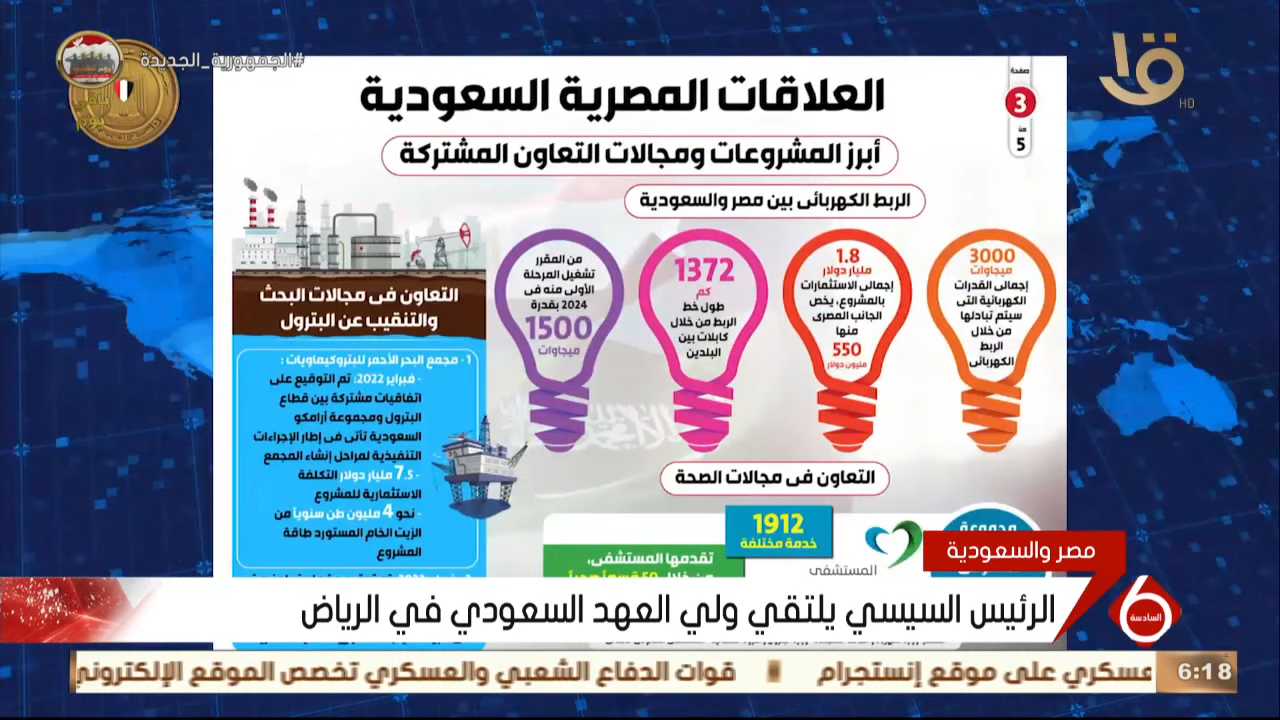 #الجمهورية_الجديدة
HD
صفحة
3
من
5
العلاقات المصرية السعودية
أبرز المشروعات ومجالات التعاون المشتركة
الربط الكهربائى بين مصر والسعودية
3000
ميجاوات
إجمالى القدرات
الكهربائية التى
سيتم تبادلها
من خلال
الربط
الكهربائى
1.8
مليار دولار
إجمالى الاستثمارات
بالمشروع، يخص
الجانب المصرى
منها
550
مليون دولار
1372
كم
طول خط
الربط من خلال
كابلات بين
البلدين
من المقرر
تشغيل المرحلة
الأولى منه فى
2024 بقدرة
1500
ميجاوات
التعاون فى مجالات البحث
والتنقيب عن البترول
1 - مجمع البحر الأحمر للبتروكيماويات :
- فبراير 2022: تم التوقيع على
اتفاقيات مشتركة بين قطاع
البترول ومجموعة أرامكو
السعودية تأتى فى إطار الإجراءات
التنفيذية لمراحل إنشاء المجمع
- 7.5 مليار دولار التكلفة
الاستثمارية للمشروع
- نحو 4 مليون طن سنوياً من
الزيت الخام المستورد طاقة
المشروع
التعاون فى مجالات الصحة
مجموعة
1912
خدمة مختلفة
المستشفى
تقدمها المستشفى،
مصر والسعودية
الرئيس السيسي يلتقي ولي العهد السعودي في الرياض
6
السادسة
عسكري على موقع إنستجرام قوات الدفاع الشعبي والعسكري تخصص الموقع الإلكتروني
6:18